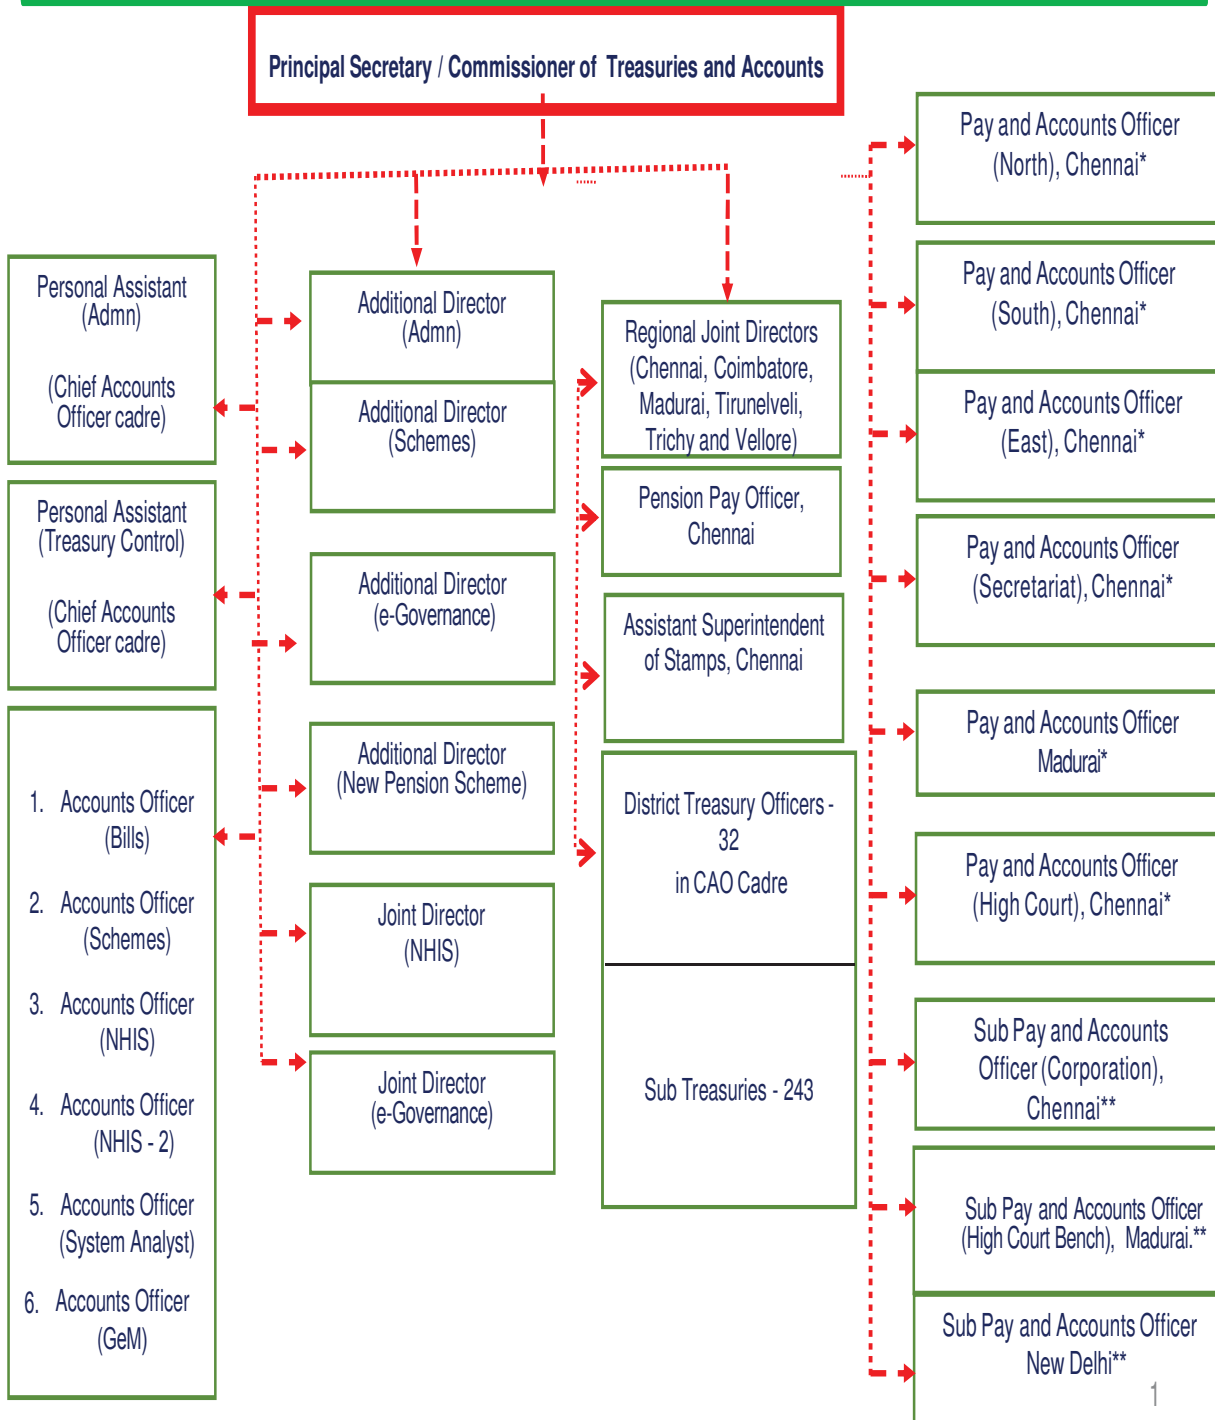 Principal Secretary / Commissioner of Treasuries and Accounts
Personal Assistant
(Admn)
(Chief Accounts
Officer cadre)
Personal Assistant
(Treasury Control)
(Chief Accounts
Officer cadre)
1. Accounts Officer
(Bills)
2. Accounts Officer
(Schemes)
3. Accounts Officer
(NHIS)
4. Accounts Officer
(NHIS - 2)
5. Accounts Officer
(System Analyst)
6. Accounts Officer
(GeM)
Additional Director
(Admn)
Additional Director
(Schemes)
Additional Director
(e-Governance)
Additional Director
(New Pension Scheme)
Joint Director
(NHIS)
Joint Director
(e-Governance)
Regional Joint Directors
(Chennai, Coimbatore,
Madurai, Tirunelveli,
Trichy and Vellore)
Pension Pay Officer,
Chennai
Assistant Superintendent
of Stamps, Chennai
District Treasury Officers -
32
in CAO Cadre
Sub Treasuries - 243
Pay and Accounts Officer
(North), Chennai*
Pay and Accounts Officer
(South), Chennai*
Pay and Accounts Officer
(East), Chennai*
Pay and Accounts Officer
(Secretariat), Chennai*
Pay and Accounts Officer
Madurai*
Pay and Accounts Officer
(High Court), Chennai*
Sub Pay and Accounts
Officer (Corporation),
Chennai**
Sub Pay and Accounts Officer
(High Court Bench), Madurai.**
Sub Pay and Accounts Officer
New Delhi**
1